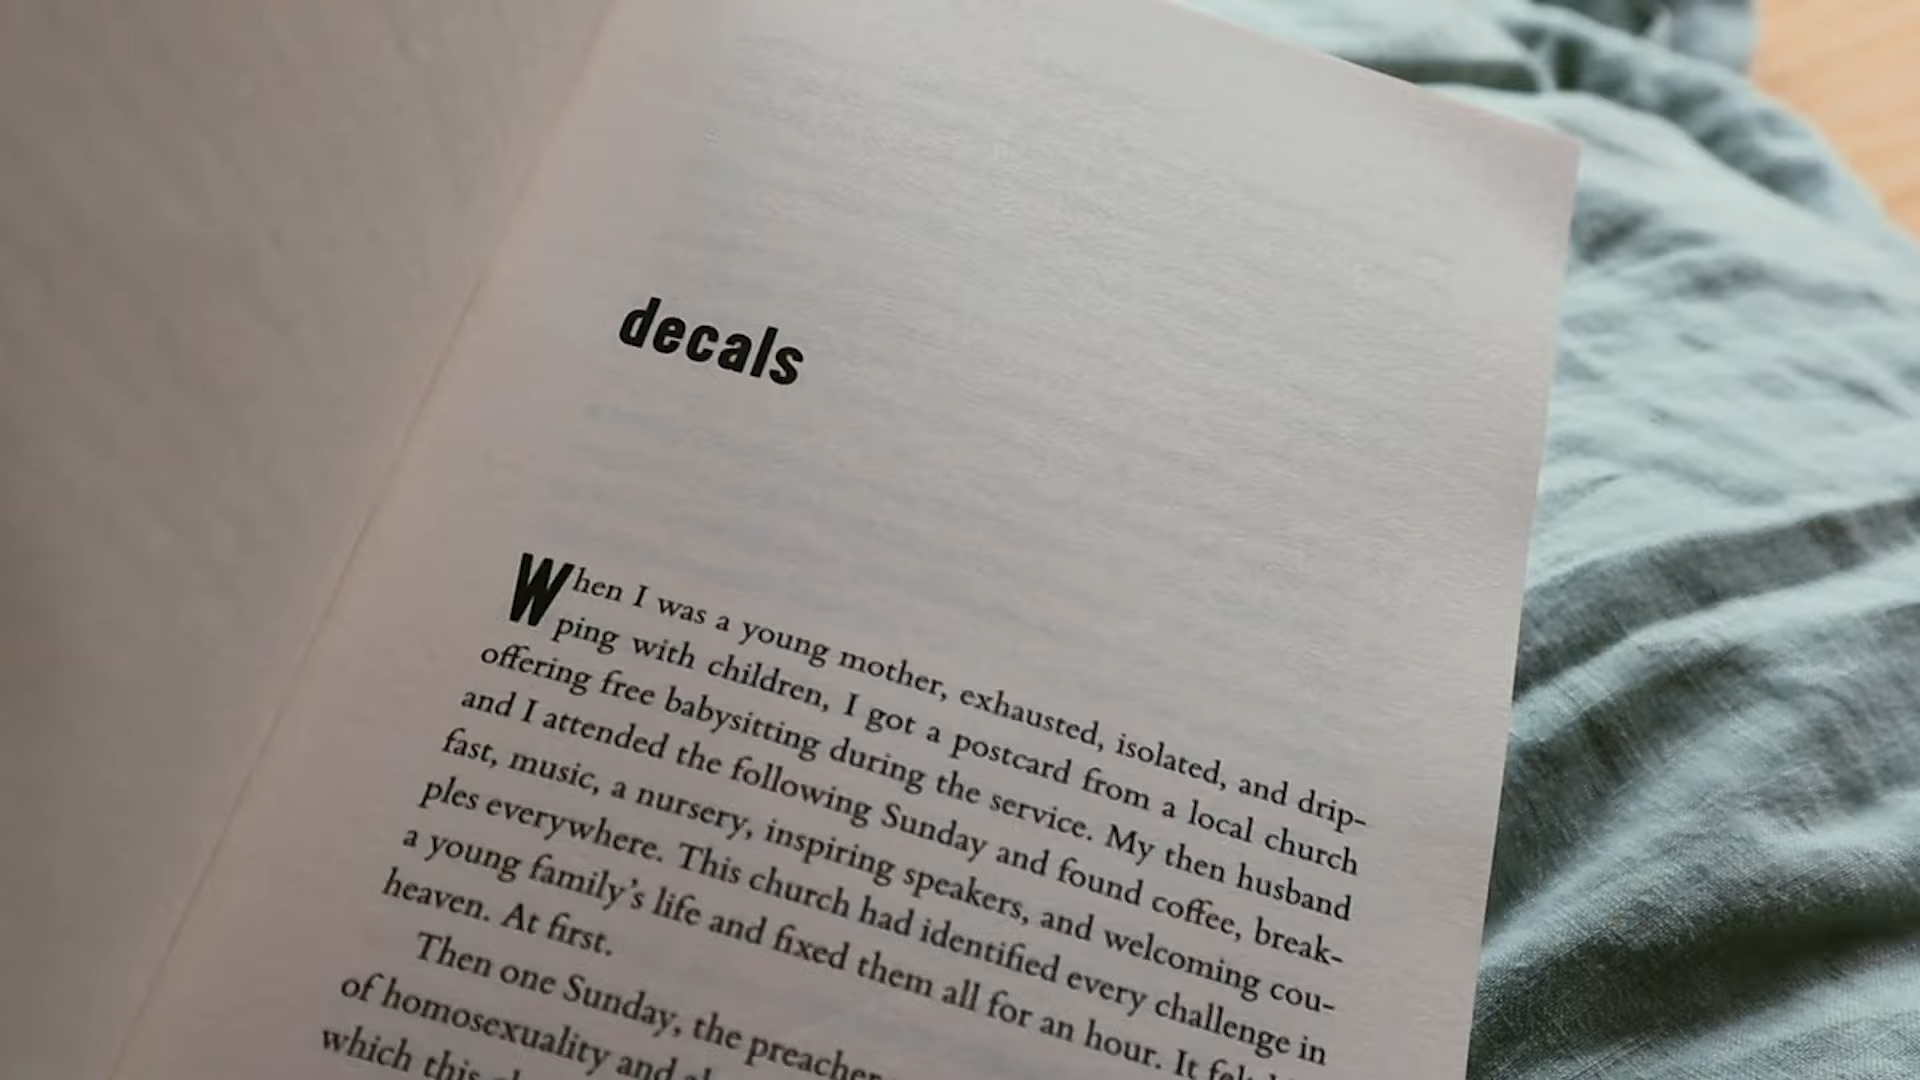 decals
When I was a young mother, exhausted, isolated, and drip-
ping with children, I got a postcard from a local church
offering free babysitting during the service. My then husband
and I attended the following Sunday and found coffee, break-
fast, music, a nursery, inspiring speakers, and welcoming cou-
ples everywhere. This church had identified every challenge in
a young family’s life and fixed them all for an hour. It
heaven. At first.
Then one Sunday, the preacher
of homosexuality and
which this